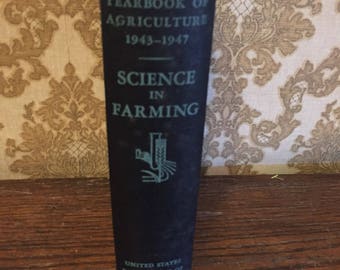 YEARBOOK OF
AGRICULTURE
1943–1947
SCIENCE
IN
FARMING
UNITED STATES